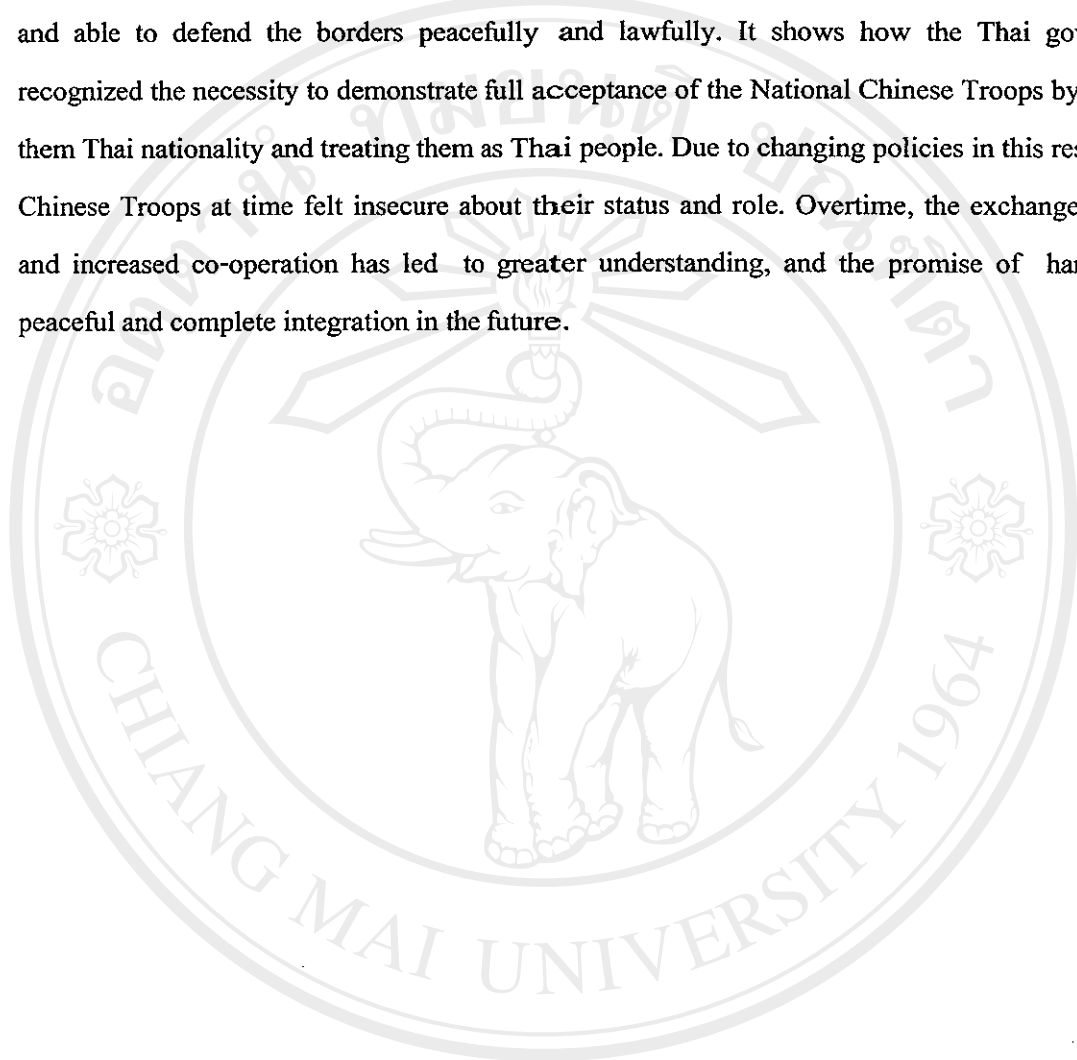 and able to defend the borders peacefully and lawfully. It shows how the Thai
recognized the necessity to demonstrate full acceptance of the National Chinese Troops by
them Thai nationality and treating them as Thai people. Due to changing policies in this
Chinese Troops at time felt insecure about their status and role. Overtime, the exchange
and increased co-operation has led to greater understanding, and the promise of
peaceful and complete integration in the future.
CHIANG MAI UNIVERSITY 1964